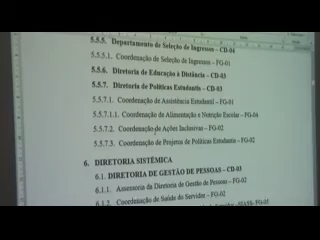 5.5.5. Departamento de Seleção de Ingressos – CD-04
5.5.5.1. Coordenação de Seleção de Ingressos – FG-01
5.5.6. Diretoria de Educação à Distância – CD-03
5.5.7. Diretoria de Políticas Estudantis – CD-03
5.5.7.1. Coordenação de Assistência Estudantil – FG-01
5.5.7.1.1. Coordenação de Alimentação e Nutrição Escolar – FG-04
5.5.7.2. Coordenação de Ações Inclusivas – FG-02
5.5.7.3. Coordenação de Projetos de Políticas Estudantis – FG-02
6. DIRETORIA SISTÊMICA
6.1. DIRETORIA DE GESTÃO DE PESSOAS – CD-03
6.1.1. Assessoria da Diretoria de Gestão de Pessoas – FG-02
Coordenação de Saúde do Servidor – FG-02